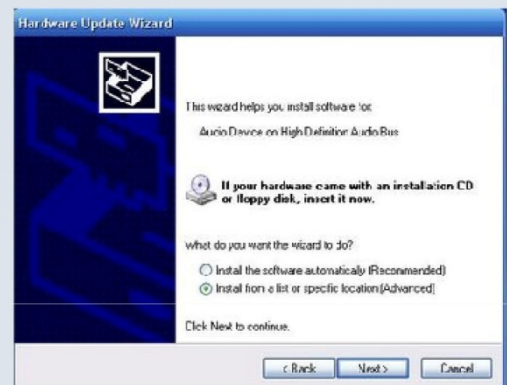 Hardware Update Wizard
This wizard helps you install software for:
Audio Device on High Definition Audio Bus
If your hardware came with an installation CD
or floppy disk, insert it now.
What do you want the wizard to do?
Install the software automatically (Recommended)
Install from a list or specific location (Advanced)
Click Next to continue.
< Back
Next >
Cancel